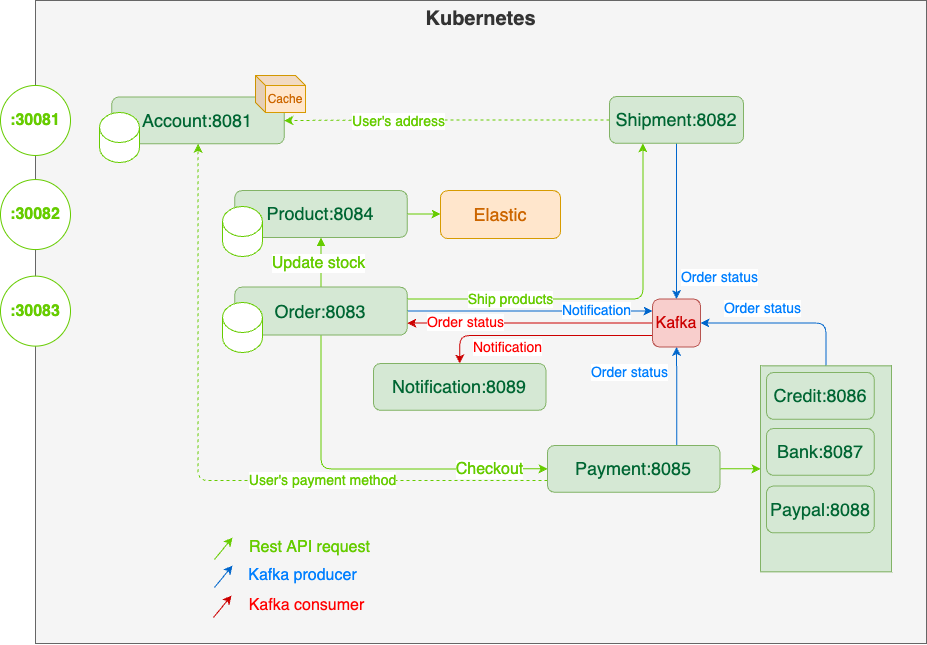 Kubernetes
Cache
:30081
Account:8081
User's address
Shipment:8082
:30082
Product:8084
Elastic
Update stock
Order status
:30083
Order:8083
Ship products
Notification
Order status
Kafka
Order status
Notification
Order status
Notification:8089
Credit:8086
Bank:8087
Checkout
Payment:8085
User's payment method
Paypal:8088
Rest API request
Kafka producer
Kafka consumer